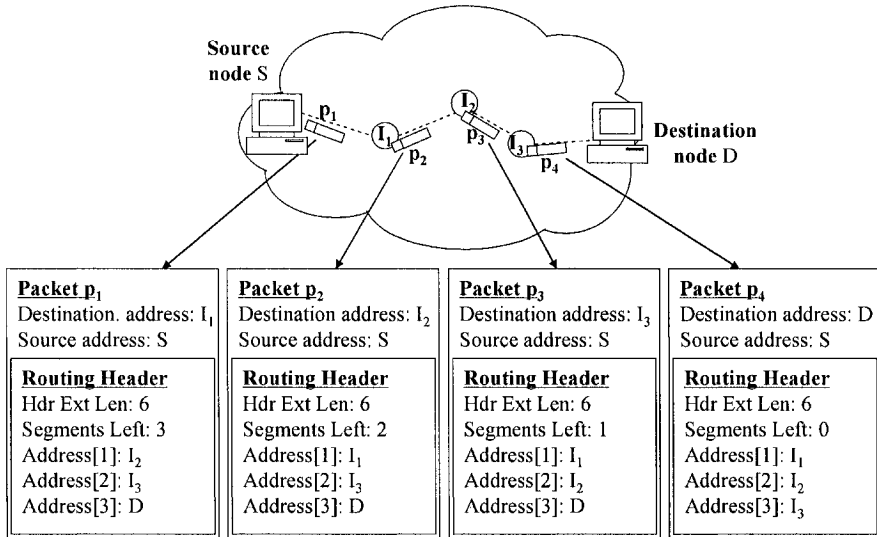 Source
node S
p₁
I₁
p₂
I₂
p₃
I₃
p₄
Destination
node D
Packet p₁
Destination. address: I₁
Source address: S
Routing Header
Hdr Ext Len: 6
Segments Left: 3
Address[1]: I₂
Address[2]: I₃
Address[3]: D
Packet p₂
Destination address: I₂
Source address: S
Routing Header
Hdr Ext Len: 6
Segments Left: 2
Address[1]: I₁
Address[2]: I₃
Address[3]: D
Packet p₃
Destination address: I₃
Source address: S
Routing Header
Hdr Ext Len: 6
Segments Left: 1
Address[1]: I₁
Address[2]: I₂
Address[3]: D
Packet p₄
Destination address: D
Source address: S
Routing Header
Hdr Ext Len: 6
Segments Left: 0
Address[1]: I₁
Address[2]: I₂
Address[3]: I₃